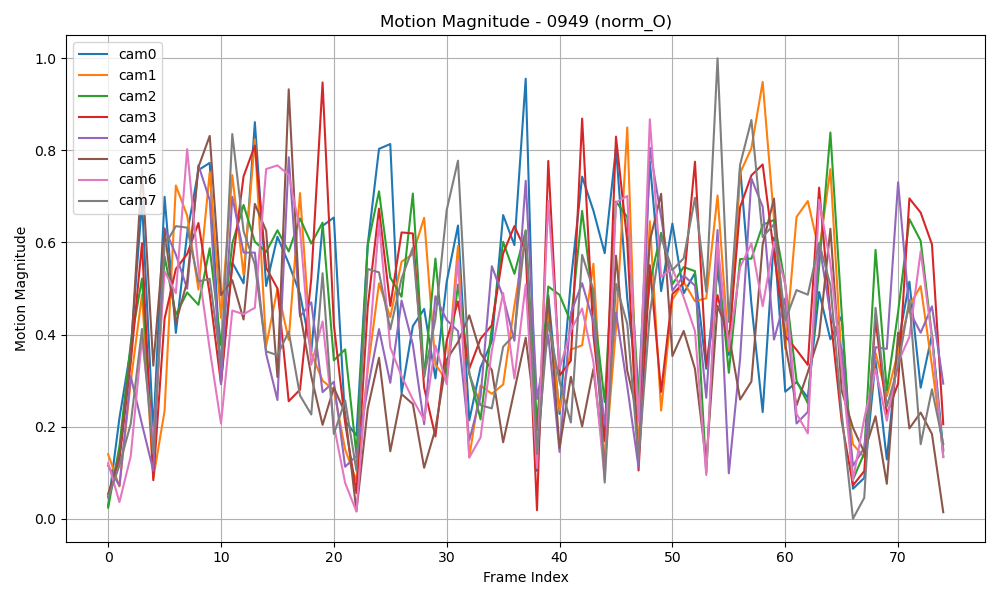 Motion Magnitude - 0949 (norm_O)
cam0
cam1
cam2
cam3
cam4
cam5
cam6
cam7
1.0
0.8
0.6
0.4
0.2
0.0
Motion Magnitude
0 10 20 30 40 50 60 70
Frame Index